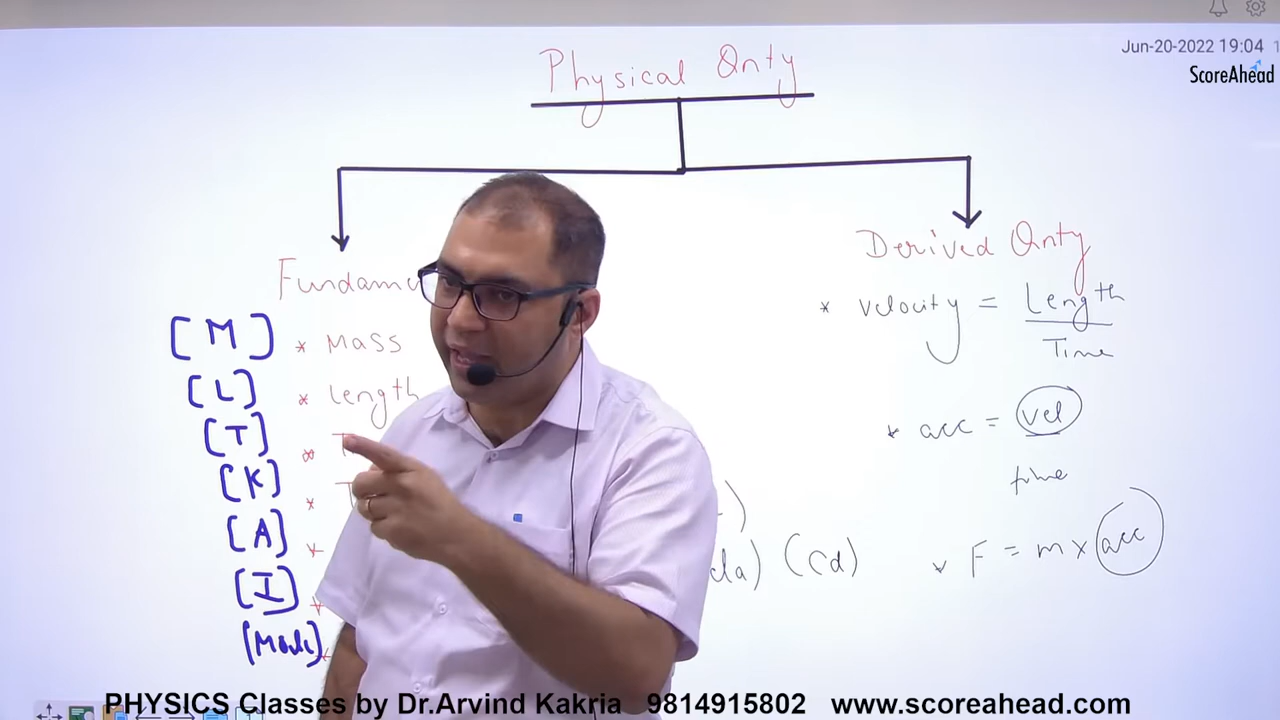 Jun-20-2022 19:04
ScoreAhead
Physical Qnty
Fundame
Derived Qnty
[M] * Mass
[L] * Length
[T] * T
[K] * T
[A] *
[I] *
[Mole] *
(Cd)
* velocity = Length
Time
* acc = vel
time
* F = m × acc
PHYSICS Classes by Dr.Arvind Kakria 9814915802 www.scoreahead.com